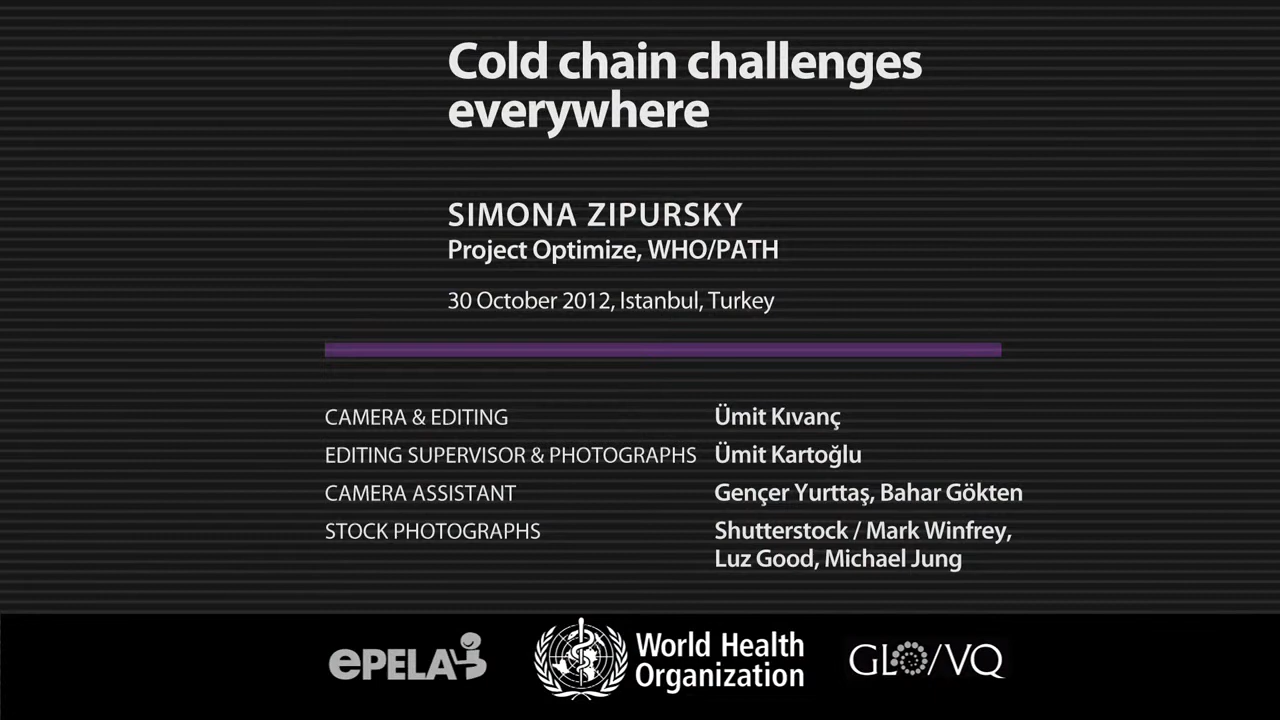 Cold chain challenges
everywhere
SIMONA ZIPURSKY
Project Optimize, WHO/PATH
30 October 2012, Istanbul, Turkey
CAMERA & EDITING Ümit Kıvanç
EDITING SUPERVISOR & PHOTOGRAPHS Ümit Kartoğlu
CAMERA ASSISTANT Gençer Yurttaş, Bahar Gökten
STOCK PHOTOGRAPHS Shutterstock / Mark Winfrey,
Luz Good, Michael Jung
ePELA World Health GLO/VQ
Organization